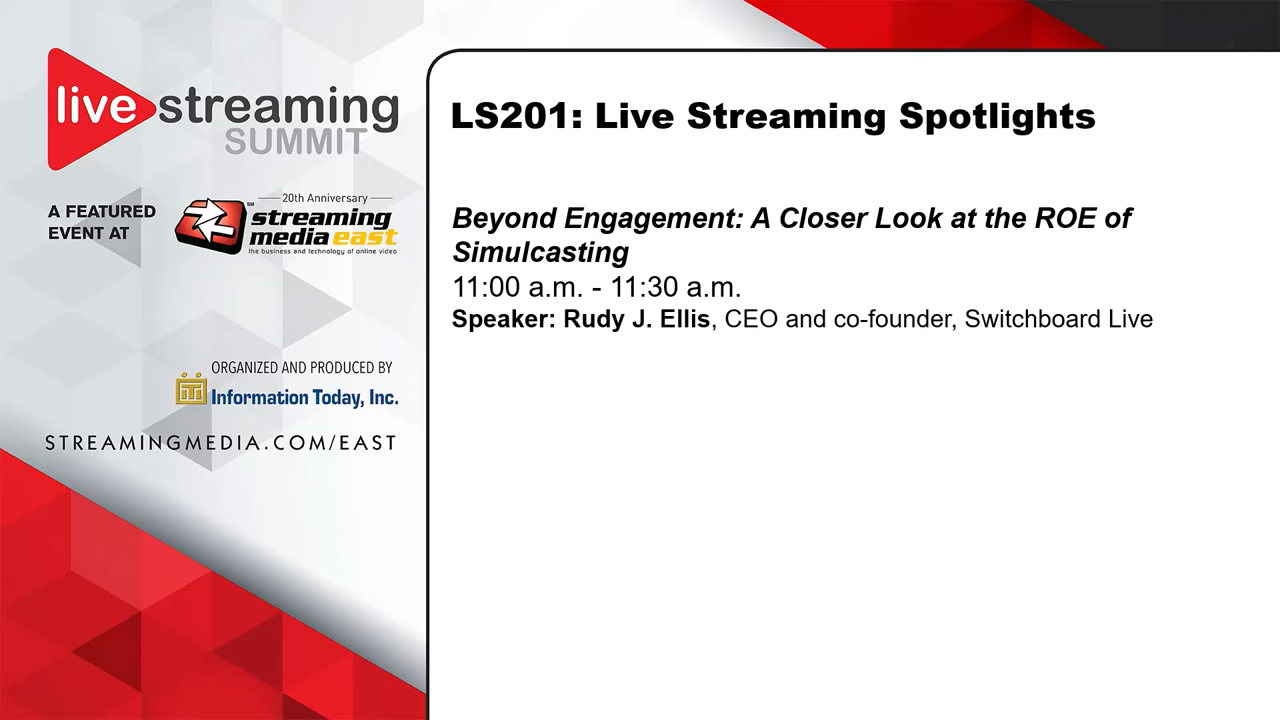 live streaming
SUMMIT
A FEATURED
EVENT AT
20th Anniversary
SM
streaming
media east
the business and technology of online video
ORGANIZED AND PRODUCED BY
iTi Information Today, Inc.
STREAMINGMEDIA.COM/EAST
LS201: Live Streaming Spotlights
Beyond Engagement: A Closer Look at the ROE of
Simulcasting
11:00 a.m. - 11:30 a.m.
Speaker: Rudy J. Ellis, CEO and co-founder, Switchboard Live